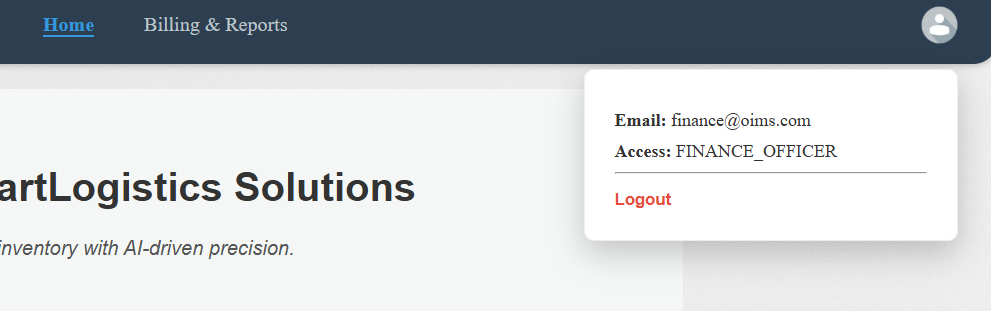 Home Billing & Reports
Email: finance@oims.com
Access: FINANCE_OFFICER
Logout
artLogistics Solutions
inventory with AI-driven precision.